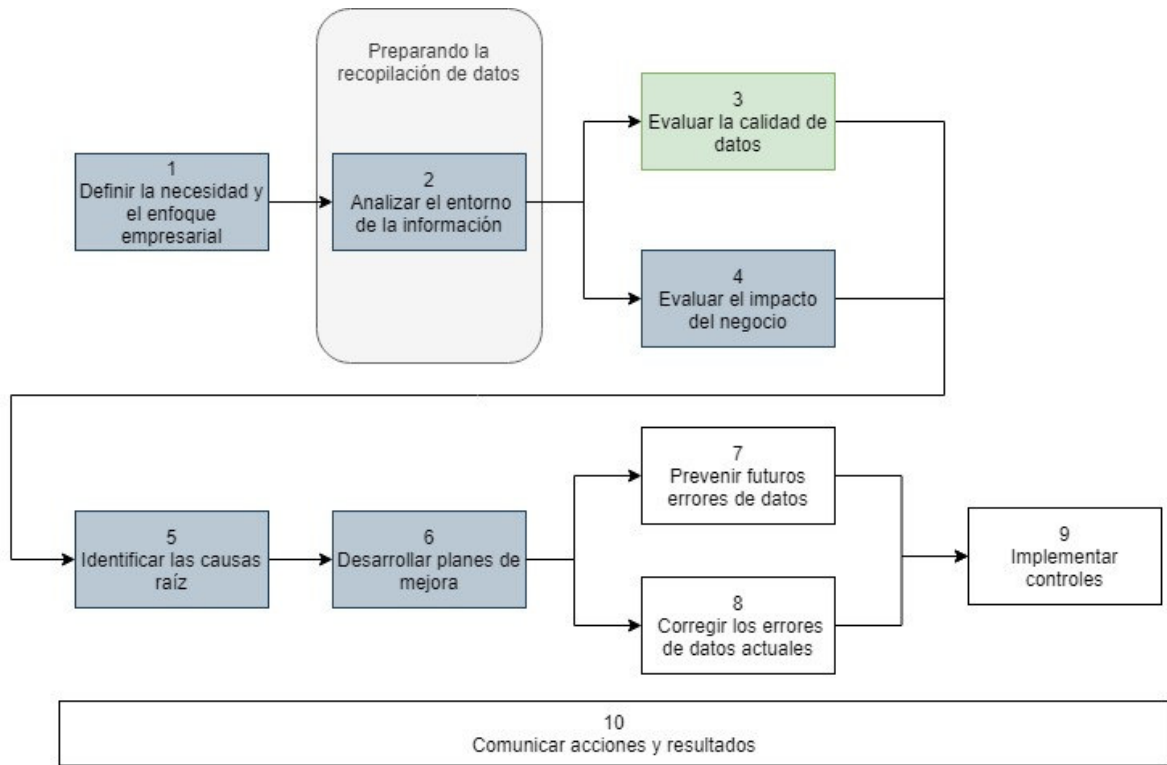 Preparando la
recopilación de datos
1
Definir la necesidad y
el enfoque
empresarial
2
Analizar el entorno
de la información
3
Evaluar la calidad de
datos
4
Evaluar el impacto
del negocio
5
Identificar las causas
raíz
6
Desarrollar planes de
mejora
7
Prevenir futuros
errores de datos
8
Corregir los errores
de datos actuales
9
Implementar
controles
10
Comunicar acciones y resultados